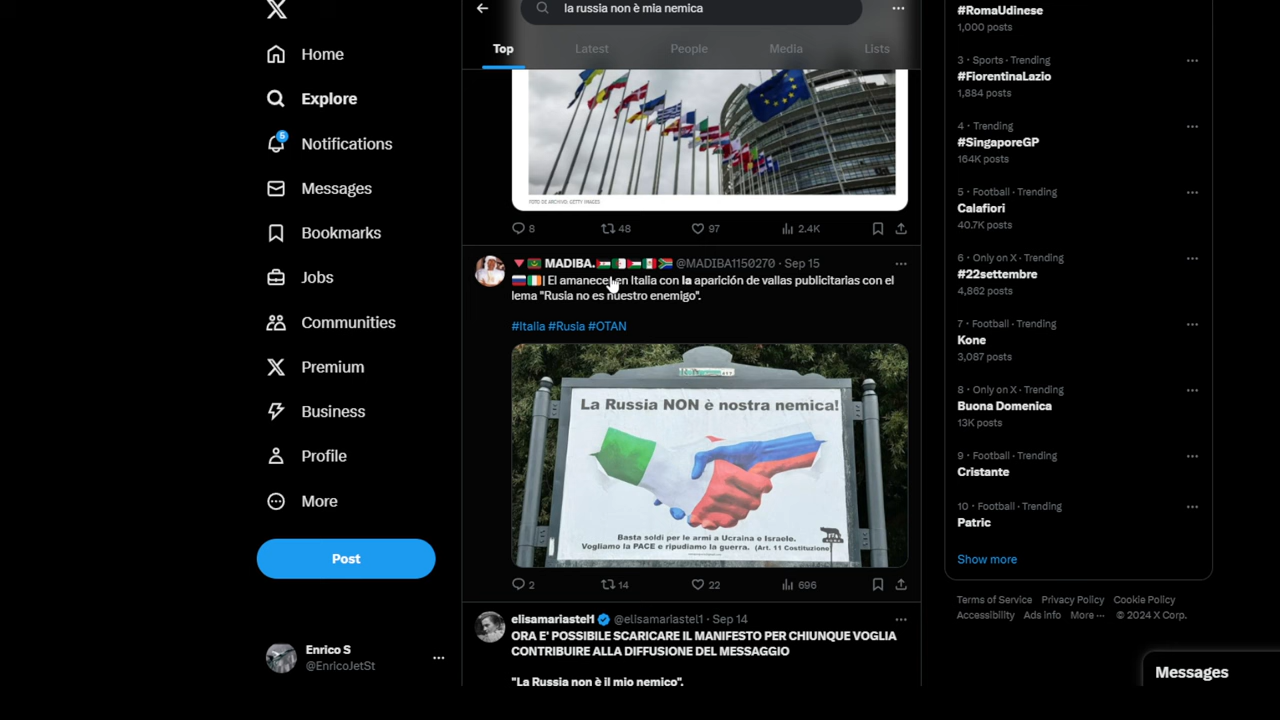 Home
Explore
5
Notifications
Messages
Bookmarks
Jobs
Communities
Premium
Business
Profile
More
Post
Enrico S
@EnricoJetSt
la russia non è mia nemica
Top
Latest
People
Media
Lists
FOTO DE ARCHIVO: GETTY IMAGES
8
48
97
2.4K
MADIBA. @MADIBA1150270 · Sep 15
| El amanecer en Italia con la aparición de vallas publicitarias con el
lema "Rusia no es nuestro enemigo".
#Italia #Rusia #OTAN
La Russia NON è nostra nemica!
Basta soldi per le armi a Ucraina e Israele.
Vogliamo la PACE e ripudiamo la guerra. (Art. 11 Costituzione)
2
14
22
696
elisamariastel1 @elisamariastel1 · Sep 14
ORA E' POSSIBILE SCARICARE IL MANIFESTO PER CHIUNQUE VOGLIA
CONTRIBUIRE ALLA DIFFUSIONE DEL MESSAGGIO
"La Russia non è il mio nemico".
#RomaUdinese
1,000 posts
3 · Sports · Trending
#FiorentinaLazio
1,884 posts
4 · Trending
#SingaporeGP
164K posts
5 · Football · Trending
Calafiori
40.7K posts
6 · Only on X · Trending
#22settembre
4,862 posts
7 · Football · Trending
Kone
3,087 posts
8 · Only on X · Trending
Buona Domenica
13K posts
9 · Football · Trending
Cristante
10 · Football · Trending
Patric
Show more
Terms of Service Privacy Policy Cookie Policy
Accessibility Ads info More ··· © 2024 X Corp.
Messages